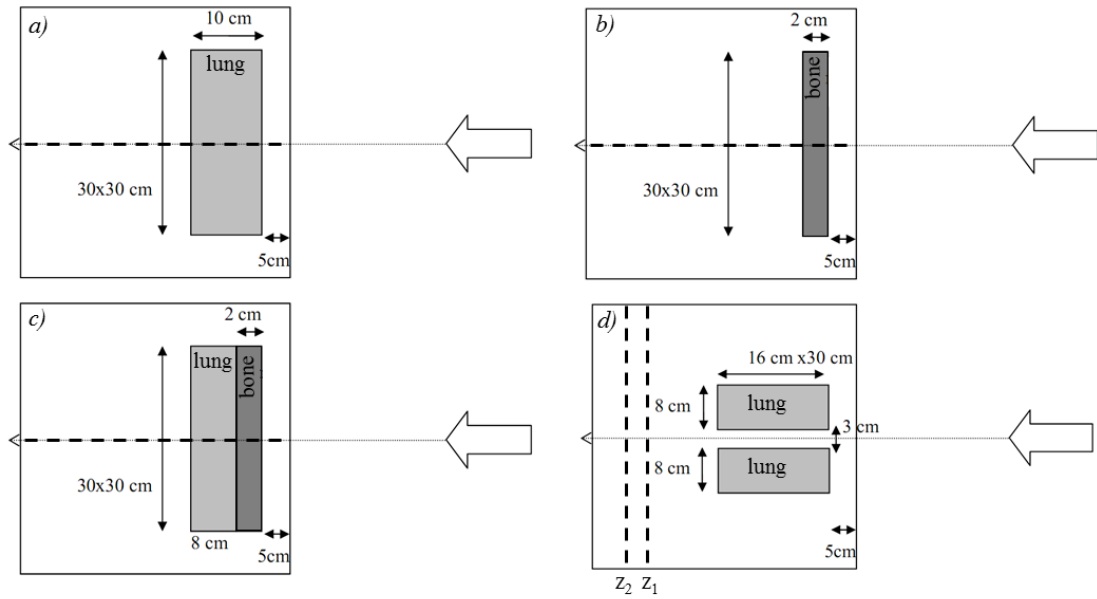 a)
10 cm
lung
30x30 cm
5cm
b)
2 cm
bone
30x30 cm
5cm
c)
2 cm
lung
bone
30x30 cm
8 cm
5cm
d)
16 cm x30 cm
8 cm
lung
3 cm
8 cm
lung
5cm
Z2 Z1